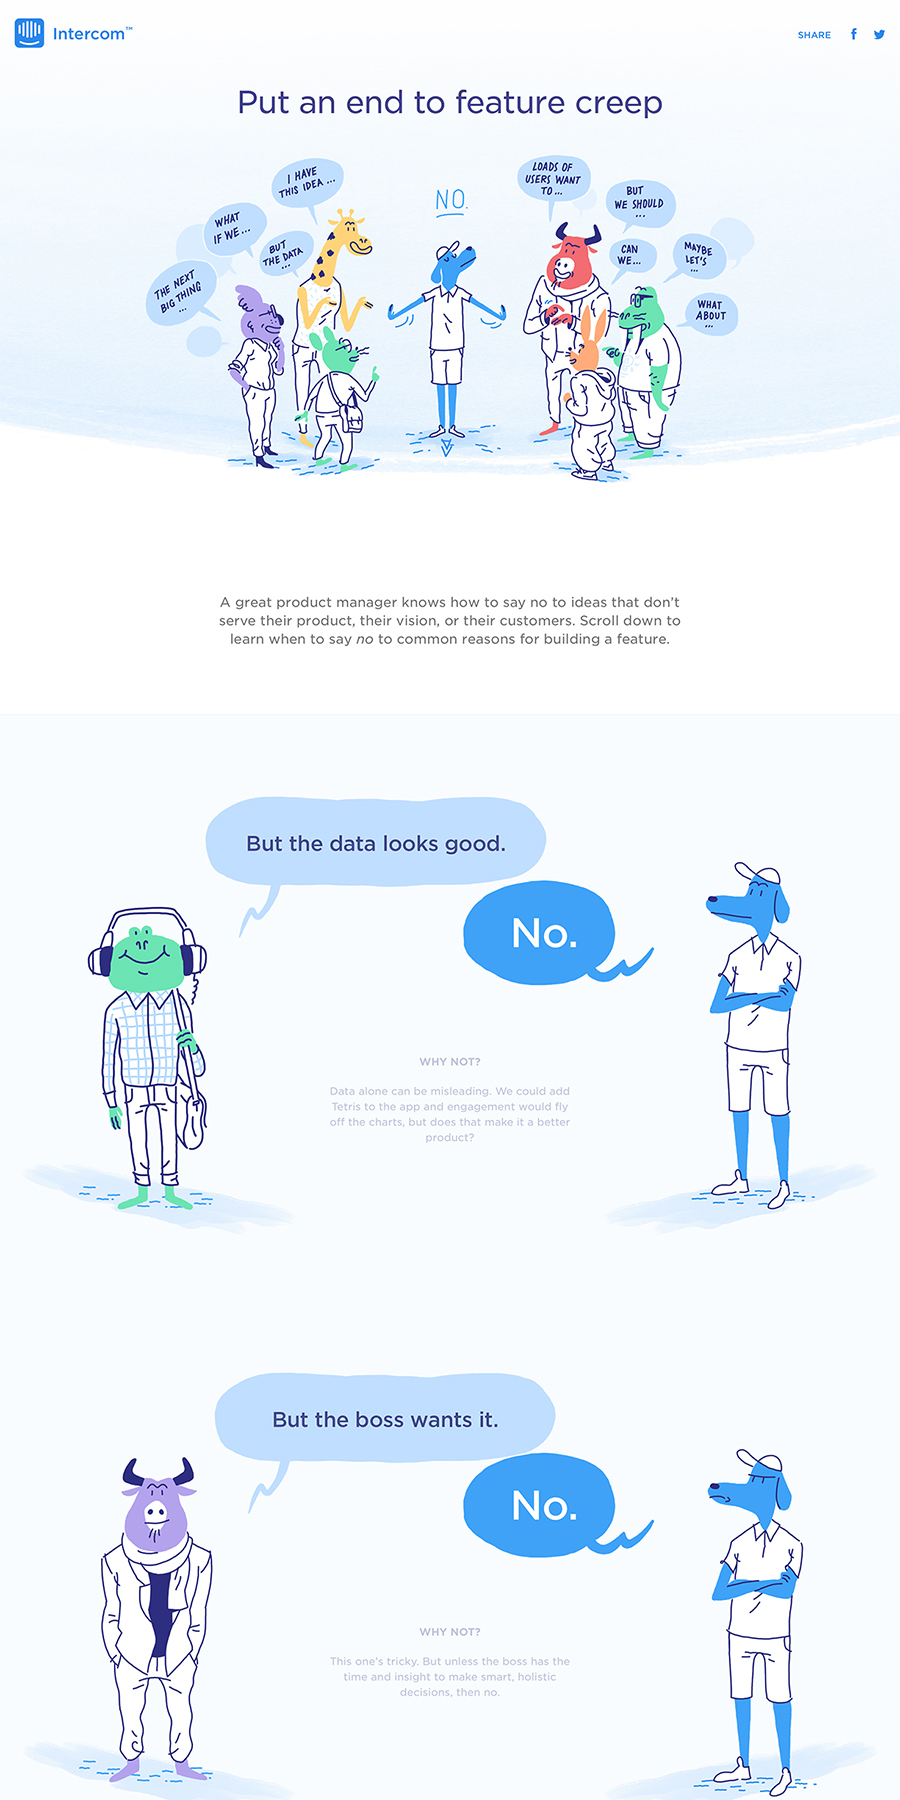 Intercom™
SHARE
Put an end to feature creep
I HAVE
THIS IDEA ...
WHAT
IF WE ...
BUT
THE DATA
...
THE NEXT
BIG THING
...
NO.
LOADS OF
USERS WANT
TO ...
BUT
WE SHOULD
...
CAN
WE...
MAYBE
LET'S
...
WHAT
ABOUT
...
A great product manager knows how to say no to ideas that don’t
serve their product, their vision, or their customers. Scroll down to
learn when to say no to common reasons for building a feature.
But the data looks good.
No.
WHY NOT?
Data alone can be misleading. We could add
Tetris to the app and engagement would fly
off the charts, but does that make it a better
product?
But the boss wants it.
No.
WHY NOT?
This one’s tricky. But unless the boss has the
time and insight to make smart, holistic
decisions, then no.